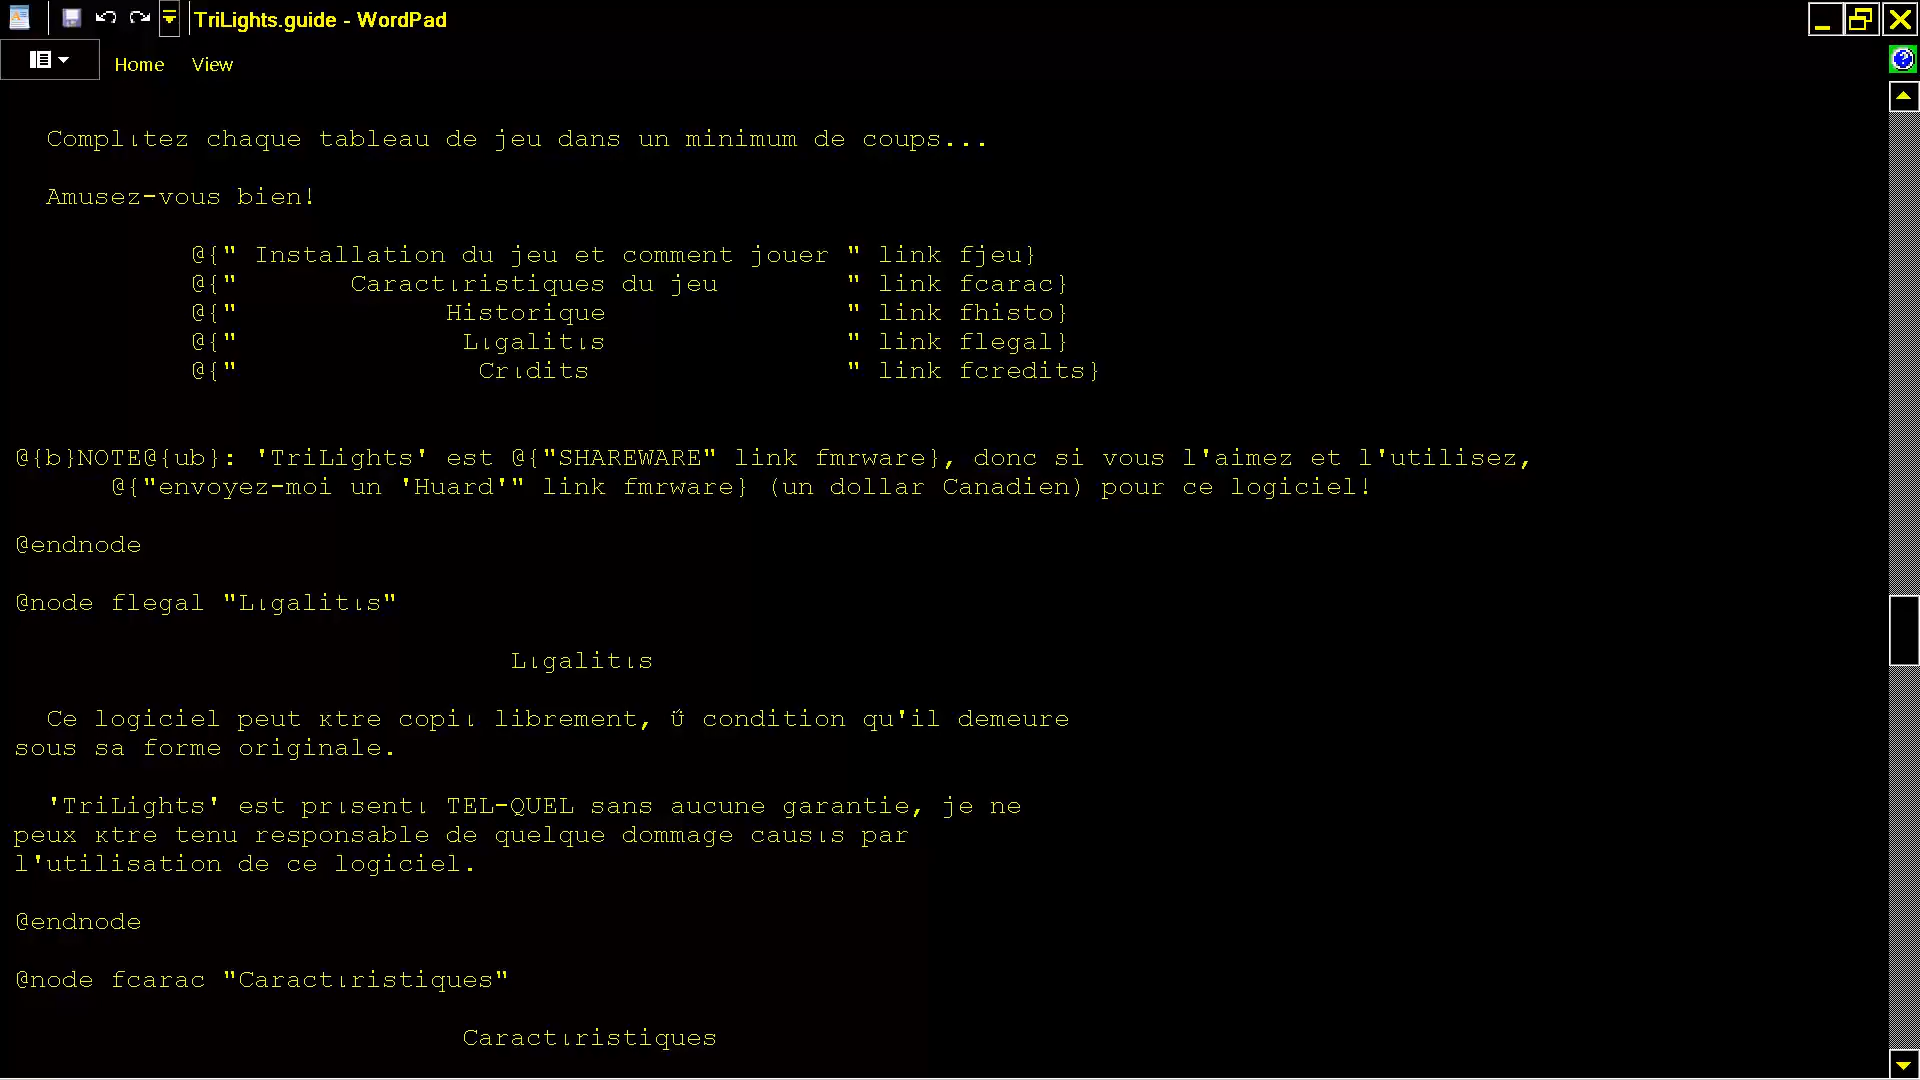 TriLights.guide - WordPad
Home View
Complιtez chaque tableau de jeu dans un minimum de coups...
Amusez-vous bien!
@{" Installation du jeu et comment jouer " link fjeu}
@{" Caractιristiques du jeu " link fcarac}
@{" Historique " link fhisto}
@{" Lιgalitιs " link flegal}
@{" Crιdits " link fcredits}
@{b}NOTE@{ub}: 'TriLights' est @{"SHAREWARE" link fmrware}, donc si vous l'aimez et l'utilisez,
@{"envoyez-moi un 'Huard'" link fmrware} (un dollar Canadien) pour ce logiciel!
@endnode
@node flegal "Lιgalitιs"
Lιgalitιs
Ce logiciel peut κtre copiι librement, ΰ condition qu'il demeure
sous sa forme originale.
'TriLights' est prιsentι TEL-QUEL sans aucune garantie, je ne
peux κtre tenu responsable de quelque dommage causιs par
l'utilisation de ce logiciel.
@endnode
@node fcarac "Caractιristiques"
Caractιristiques